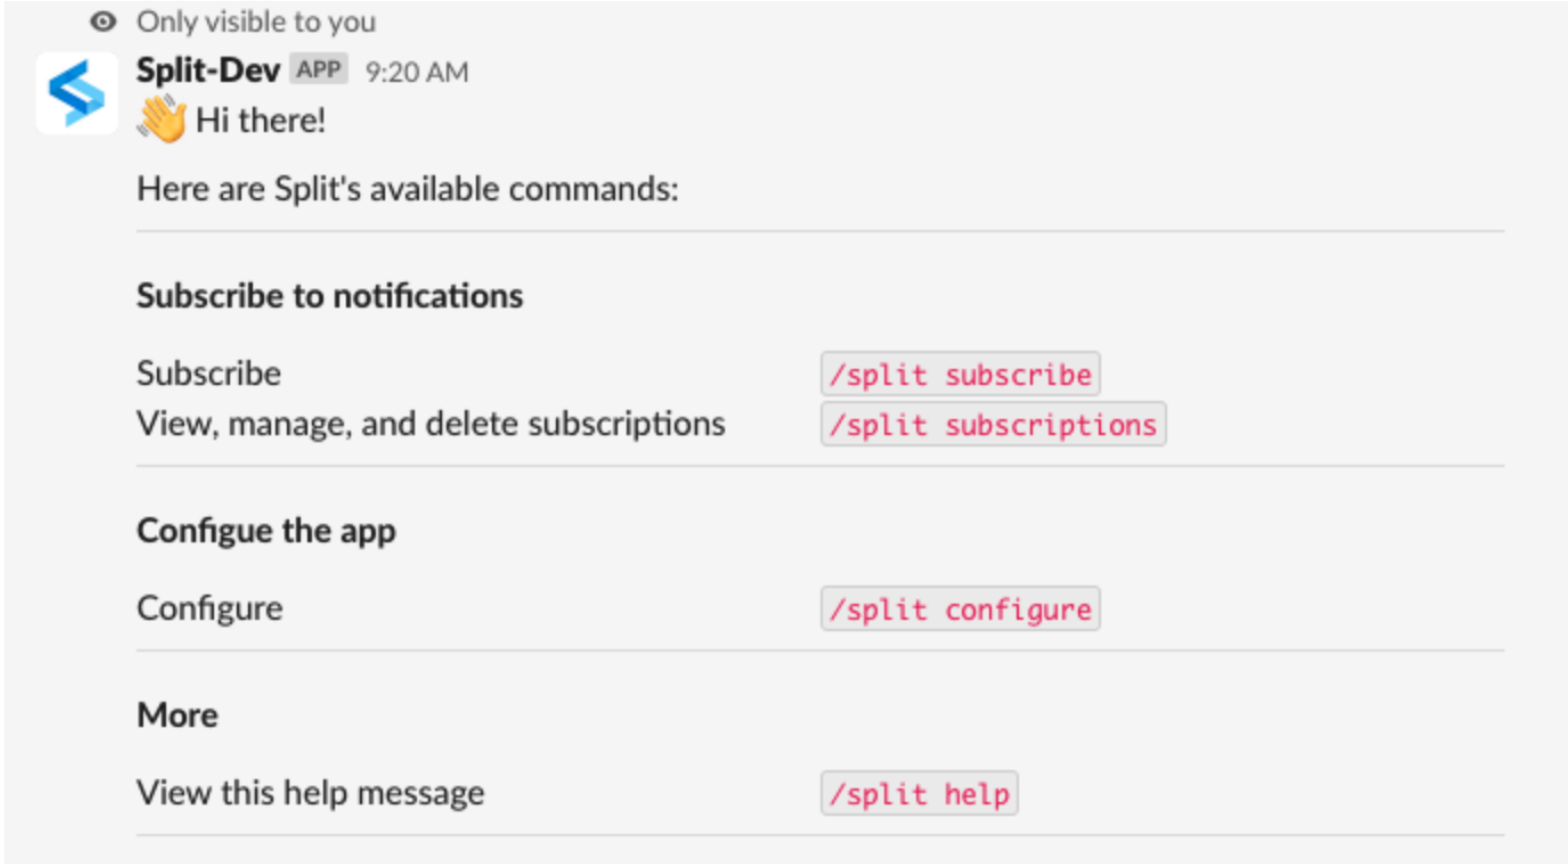 Only visible to you
Split-Dev APP 9:20 AM
👋 Hi there!
Here are Split's available commands:
Subscribe to notifications
Subscribe /split subscribe
View, manage, and delete subscriptions /split subscriptions
Configue the app
Configure /split configure
More
View this help message /split help